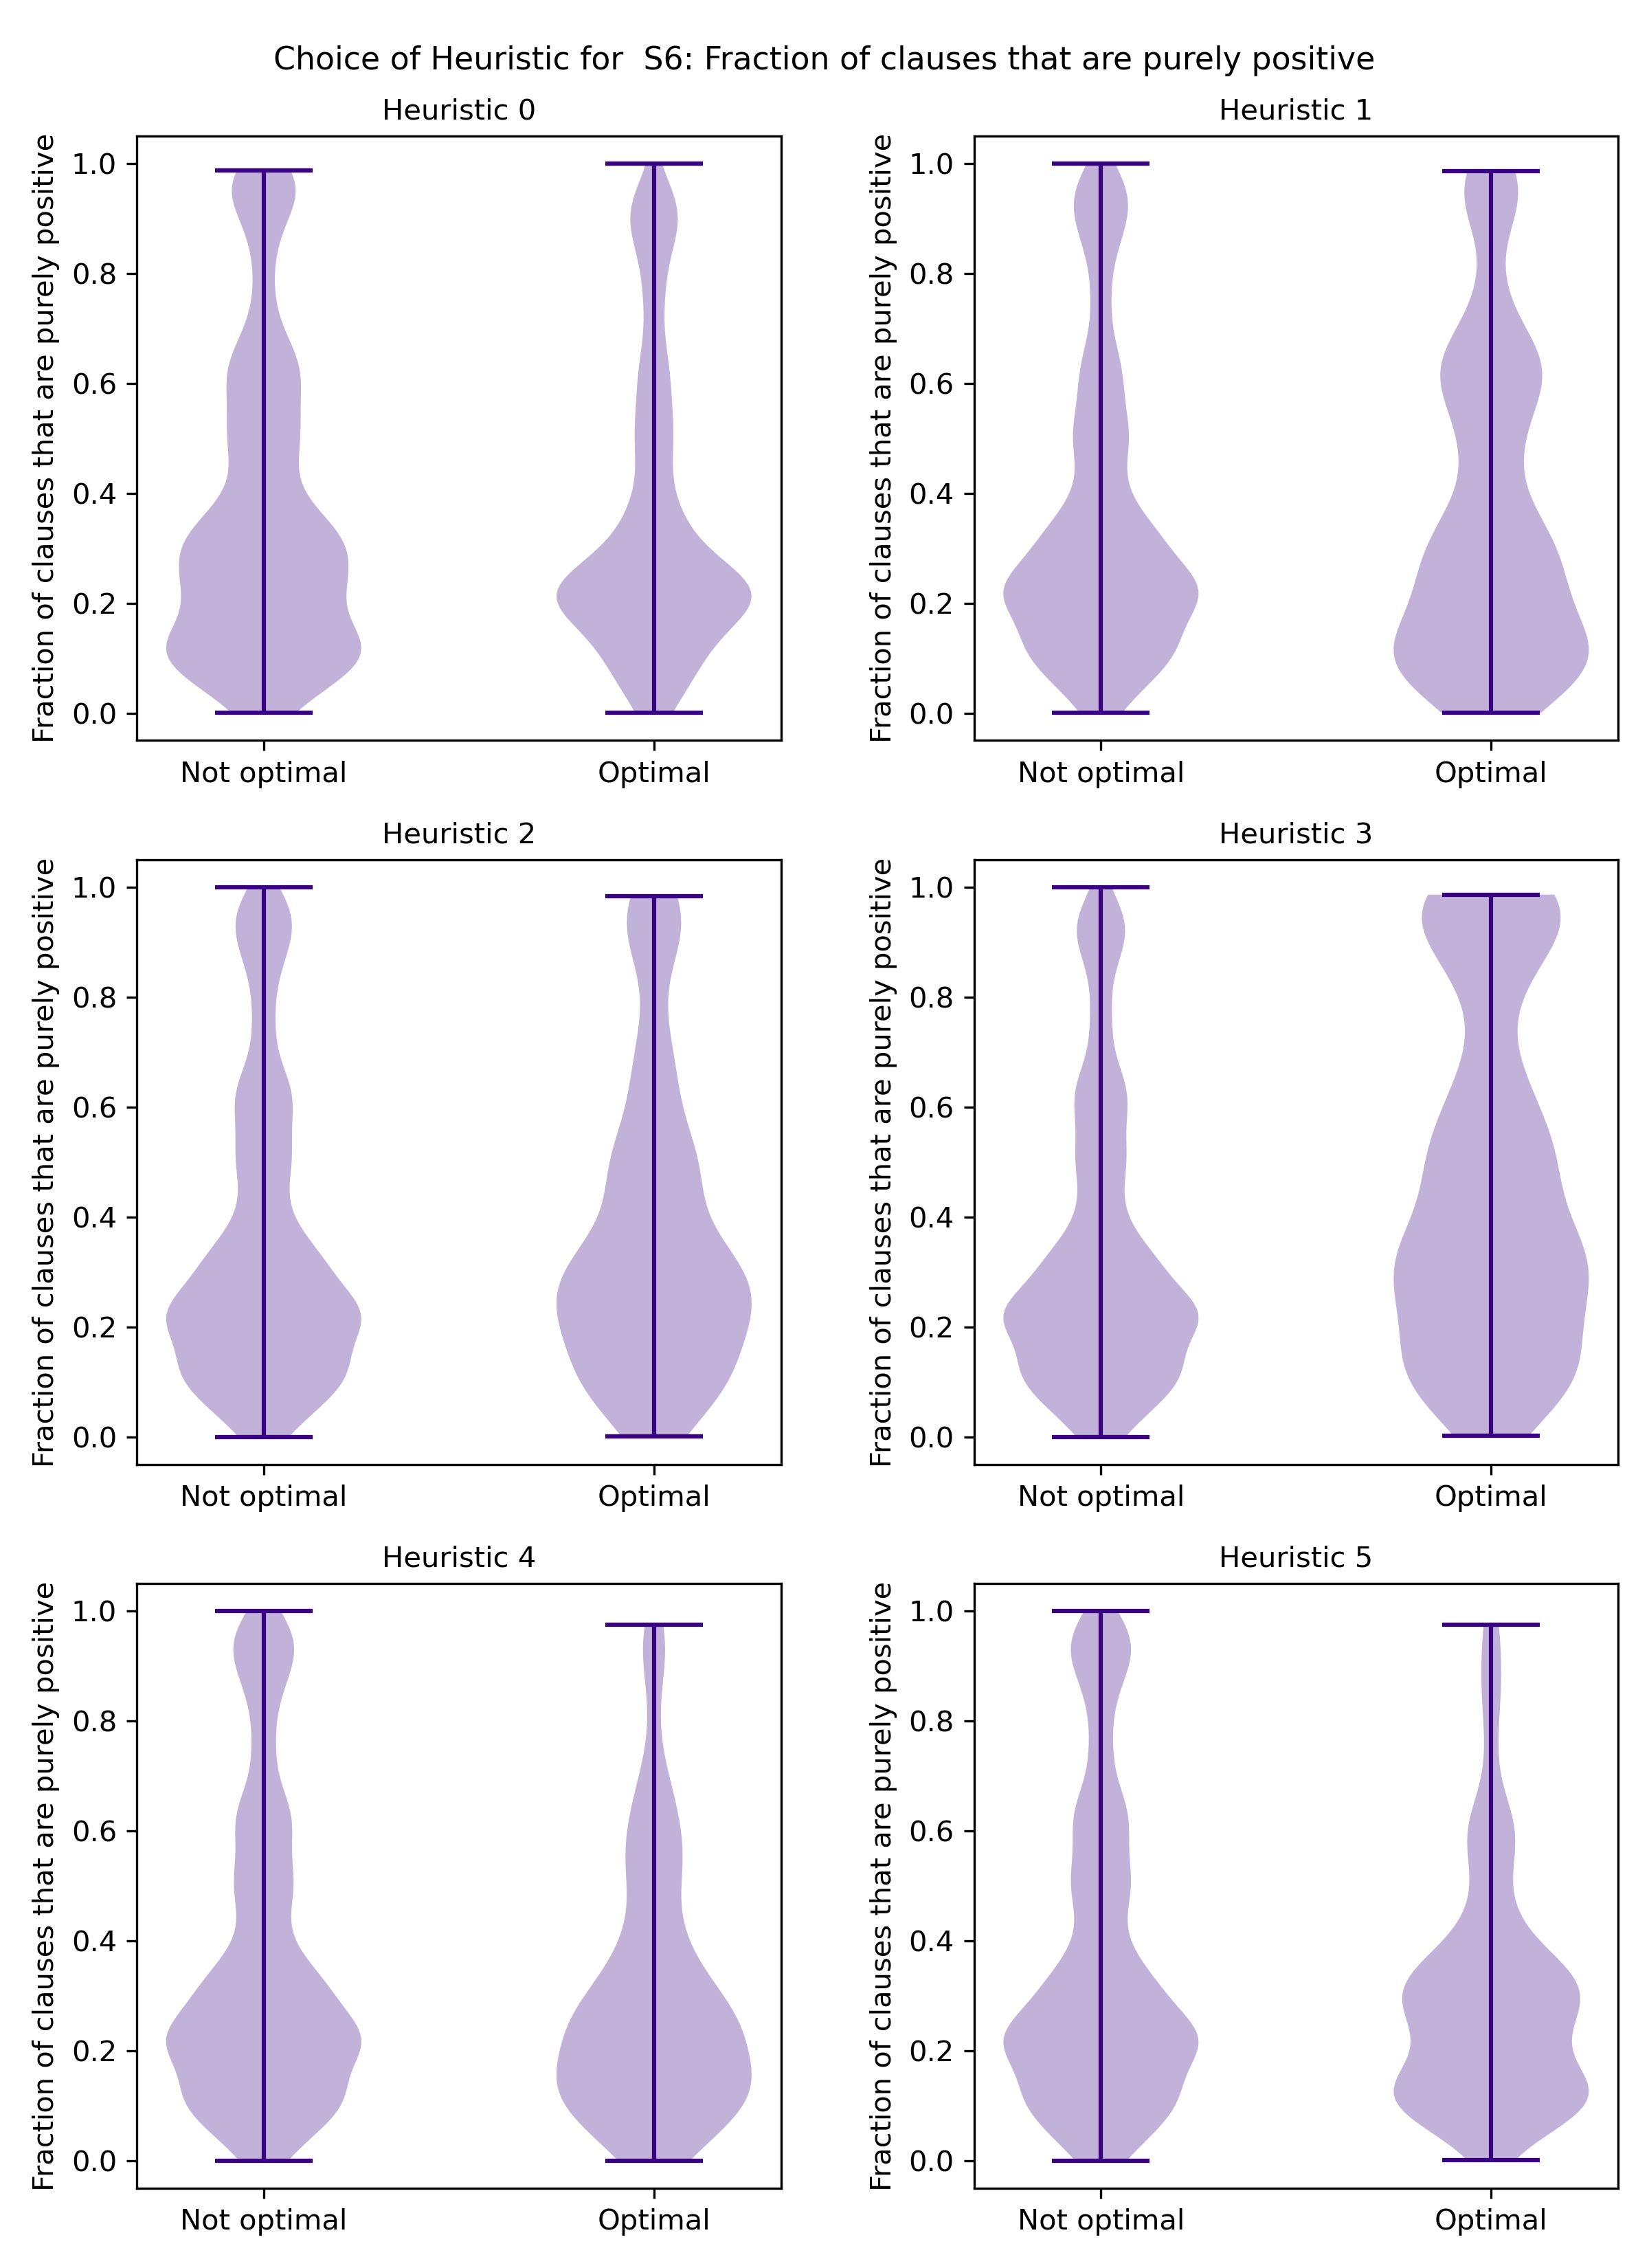 Choice of Heuristic for  S6: Fraction of clauses that are purely positive
Heuristic 0
Fraction of clauses that are purely positive
1.0
0.8
0.6
0.4
0.2
0.0
Not optimal
Optimal
Heuristic 1
Fraction of clauses that are purely positive
1.0
0.8
0.6
0.4
0.2
0.0
Not optimal
Optimal
Heuristic 2
Fraction of clauses that are purely positive
1.0
0.8
0.6
0.4
0.2
0.0
Not optimal
Optimal
Heuristic 3
Fraction of clauses that are purely positive
1.0
0.8
0.6
0.4
0.2
0.0
Not optimal
Optimal
Heuristic 4
Fraction of clauses that are purely positive
1.0
0.8
0.6
0.4
0.2
0.0
Not optimal
Optimal
Heuristic 5
Fraction of clauses that are purely positive
1.0
0.8
0.6
0.4
0.2
0.0
Not optimal
Optimal